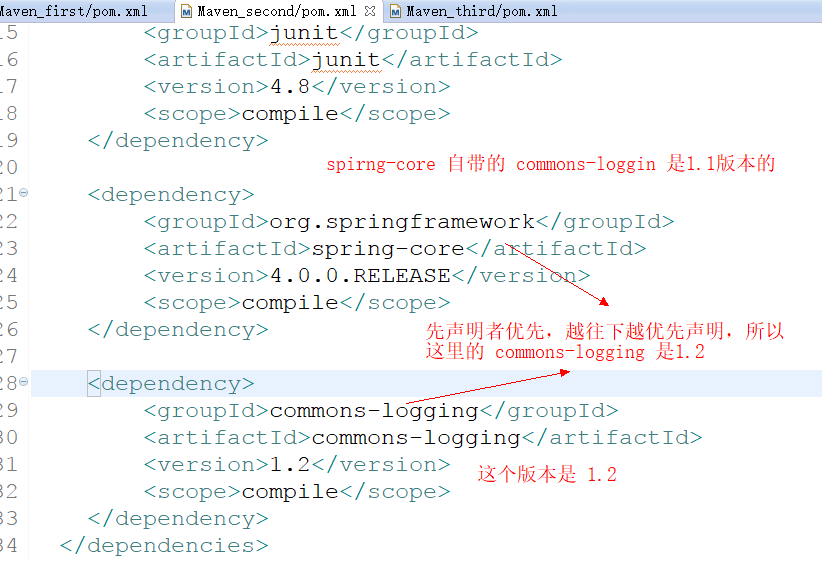 Maven_first/pom.xml Maven_second/pom.xml Maven_third/pom.xml
15 <groupId>junit</groupId>
16 <artifactId>junit</artifactId>
17 <version>4.8</version>
18 <scope>compile</scope>
19 </dependency>
20 spirng-core 自带的 commons-loggin 是1.1版本的
21 <dependency>
22 <groupId>org.springframework</groupId>
23 <artifactId>spring-core</artifactId>
24 <version>4.0.0.RELEASE</version>
25 <scope>compile</scope>
26 </dependency> 先声明者优先，越往下越优先声明，所以
27 这里的 commons-logging 是1.2
28 <dependency>
29 <groupId>commons-logging</groupId>
30 <artifactId>commons-logging</artifactId>
31 <version>1.2</version> 这个版本是 1.2
32 <scope>compile</scope>
33 </dependency>
34 </dependencies>